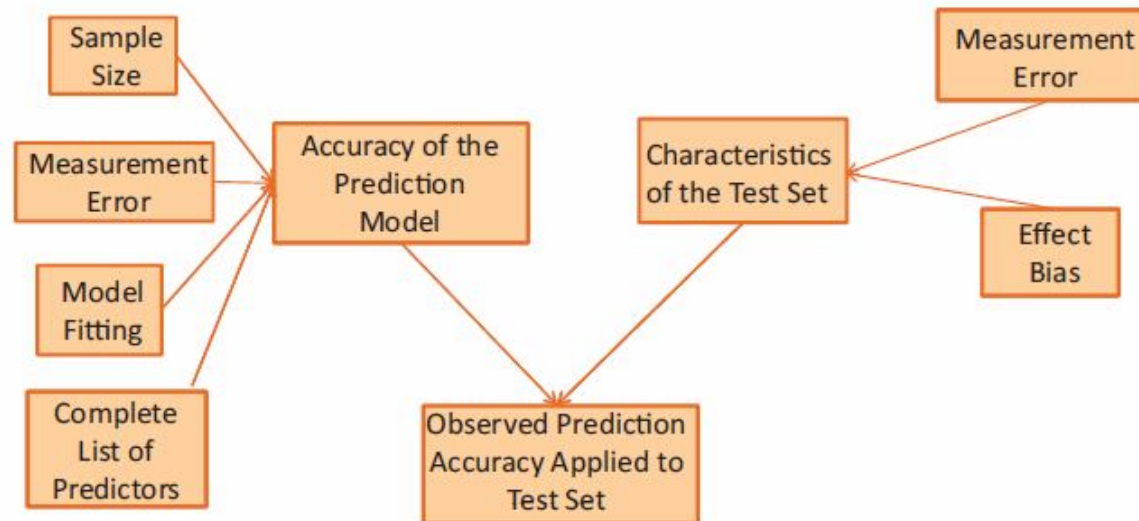 Sample
Size
Measurement
Error
Model
Fitting
Complete
List of
Predictors
Accuracy of the
Prediction
Model
Characteristics
of the Test Set
Measurement
Error
Effect
Bias
Observed Prediction
Accuracy Applied to
Test Set